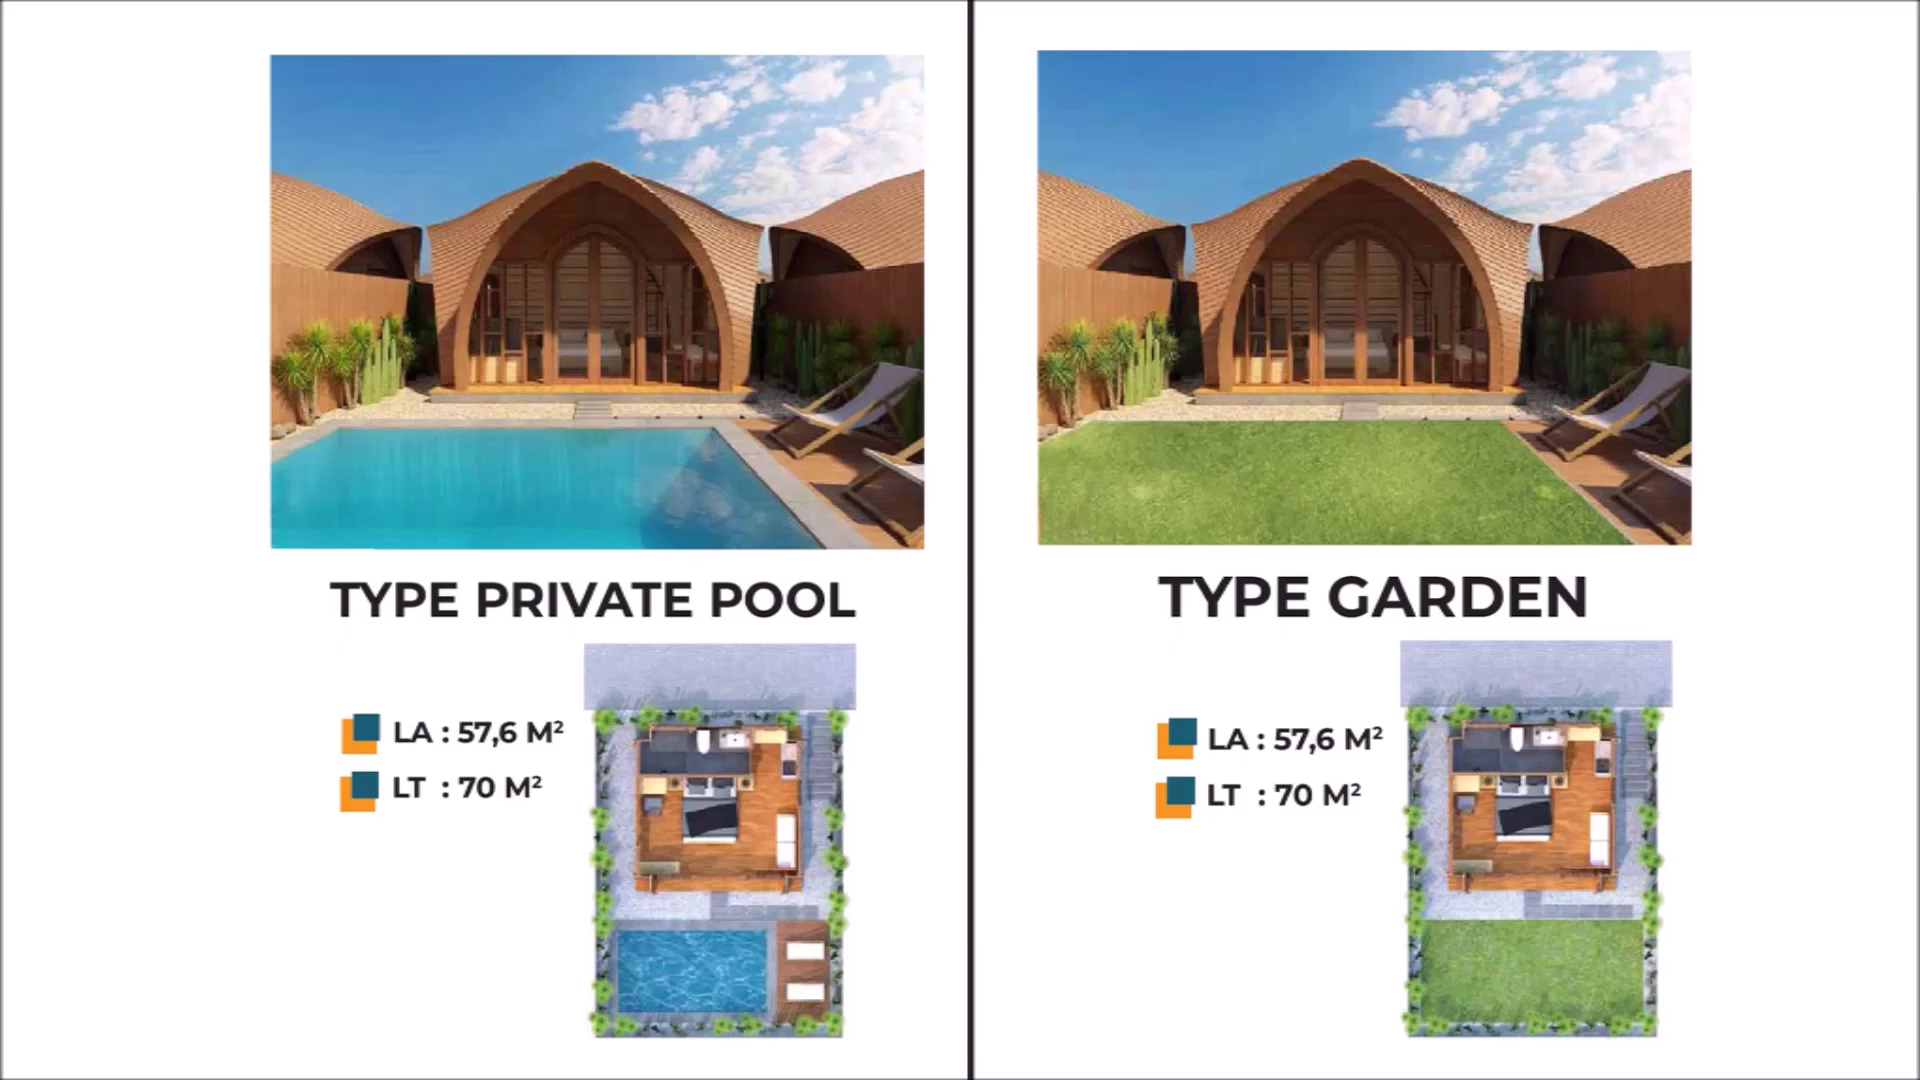 TYPE PRIVATE POOL
LA : 57,6 M²
LT : 70 M²
TYPE GARDEN
LA : 57,6 M²
LT : 70 M²